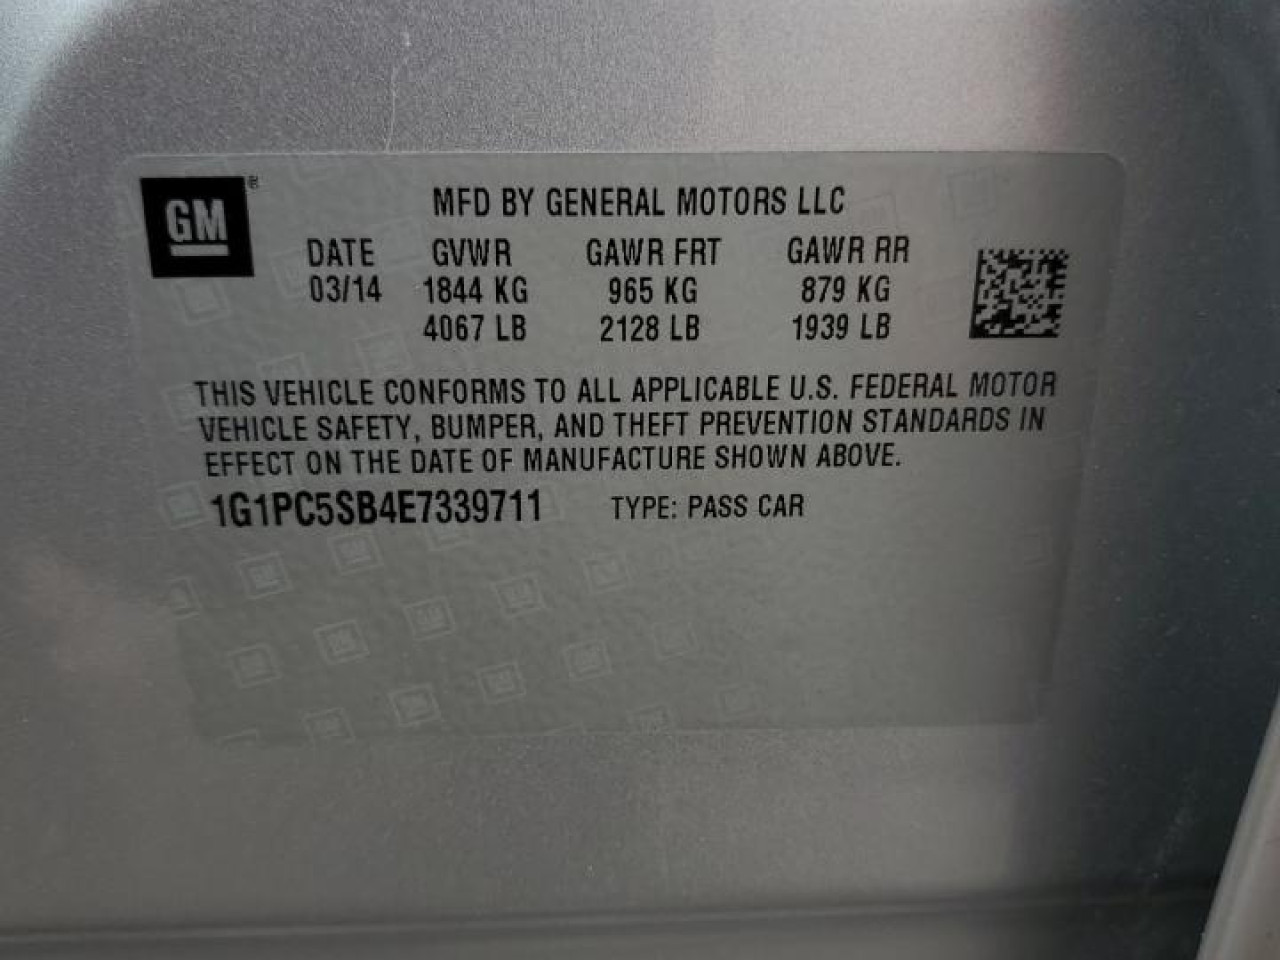 GM®
MFD BY GENERAL MOTORS LLC
DATE GVWR GAWR FRT GAWR RR
03/14 1844 KG 965 KG 879 KG
4067 LB 2128 LB 1939 LB
THIS VEHICLE CONFORMS TO ALL APPLICABLE U.S. FEDERAL MOTOR
VEHICLE SAFETY, BUMPER, AND THEFT PREVENTION STANDARDS IN
EFFECT ON THE DATE OF MANUFACTURE SHOWN ABOVE.
1G1PC5SB4E7339711 TYPE: PASS CAR